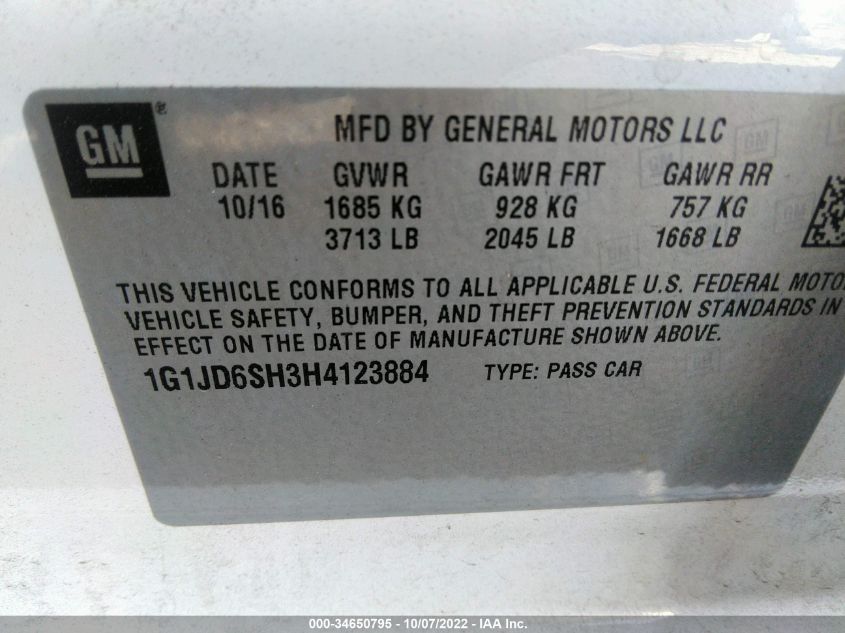 GM®
MFD BY GENERAL MOTORS LLC
DATE GVWR GAWR FRT GAWR RR
10/16 1685 KG 928 KG 757 KG
3713 LB 2045 LB 1668 LB
THIS VEHICLE CONFORMS TO ALL APPLICABLE U.S. FEDERAL MOTO
VEHICLE SAFETY, BUMPER, AND THEFT PREVENTION STANDARDS IN
EFFECT ON THE DATE OF MANUFACTURE SHOWN ABOVE.
1G1JD6SH3H4123884 TYPE: PASS CAR
000-34650795 - 10/07/2022 - IAA Inc.